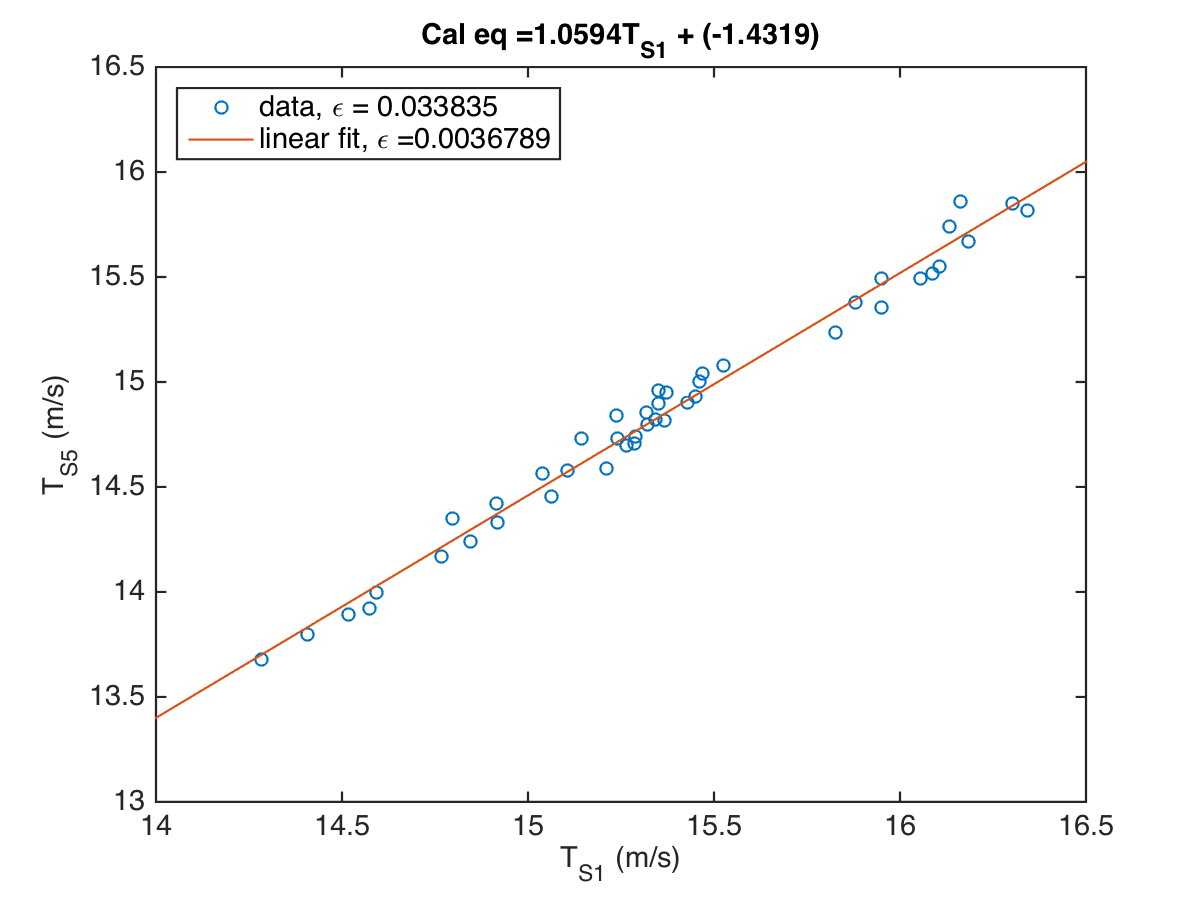 Cal eq =1.0594T_S1 + (-1.4319)
data, ϵ = 0.033835
linear fit, ϵ =0.0036789
16.5
16
15.5
15
14.5
14
13.5
13
T_S5 (m/s)
14 14.5 15 15.5 16 16.5
T_S1 (m/s)